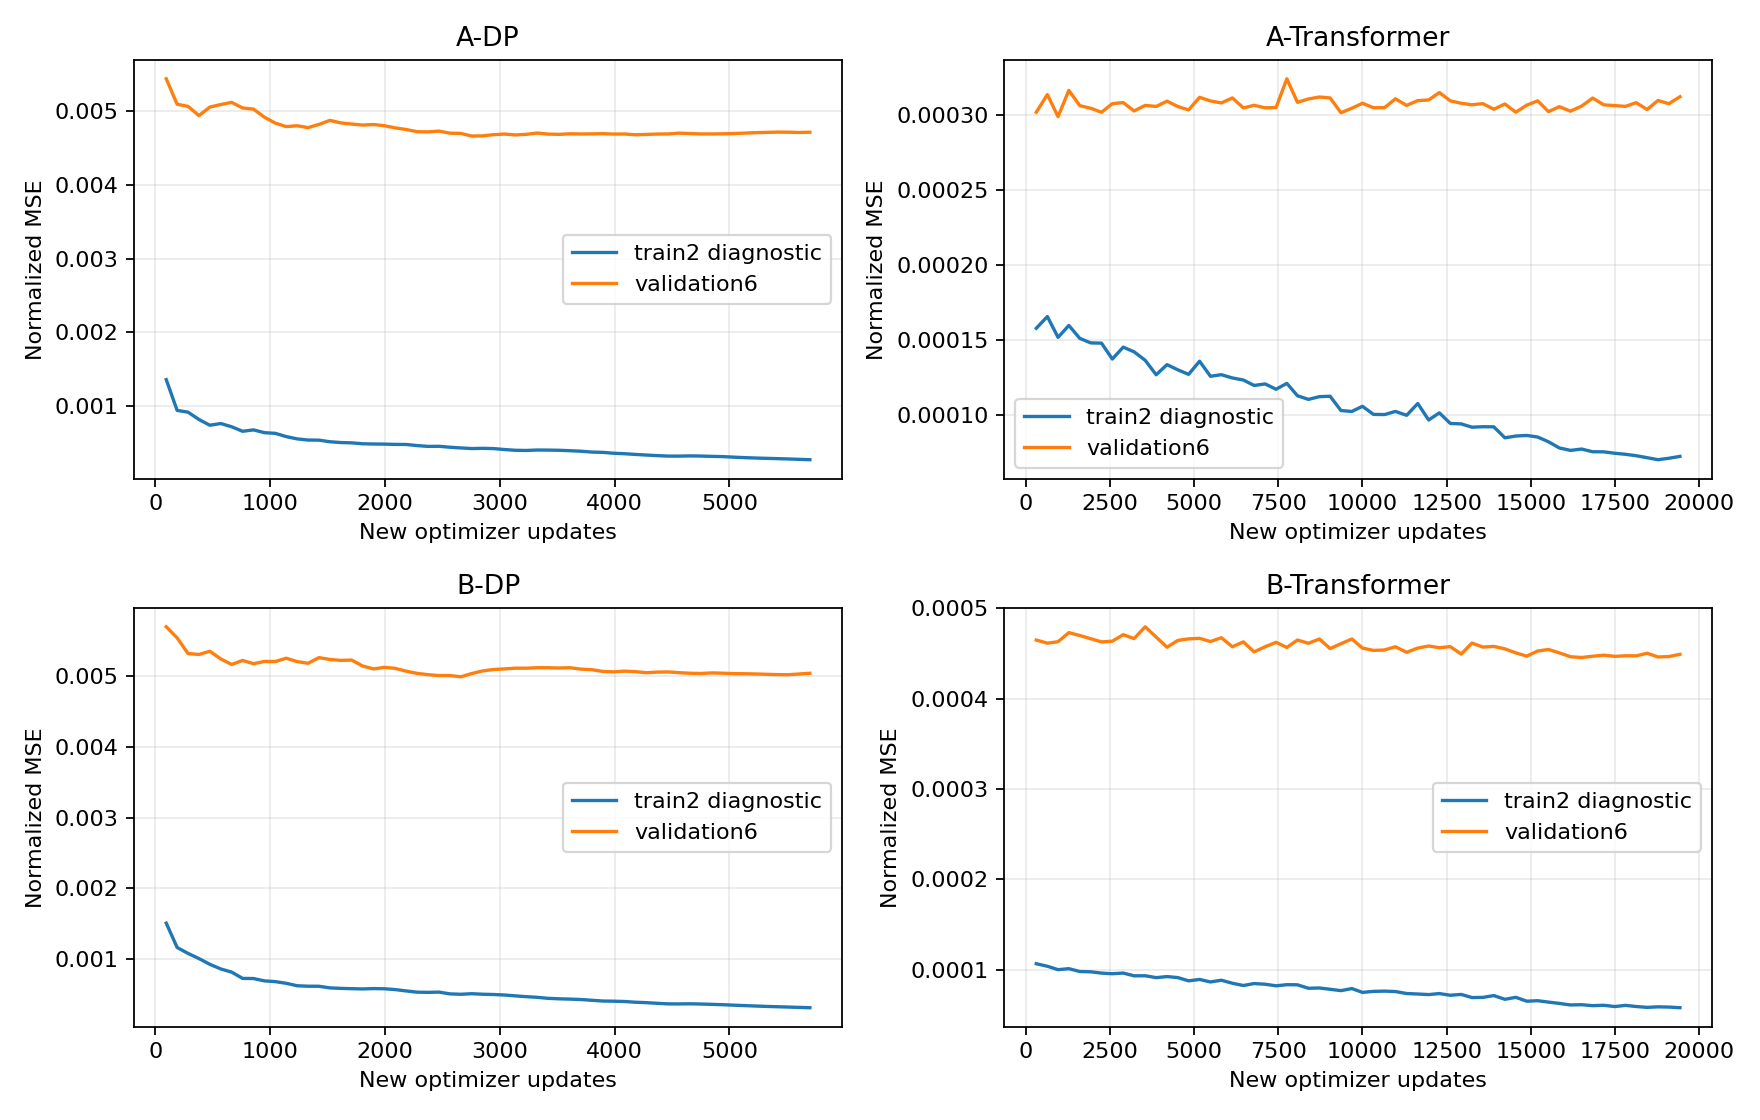 A-DP
Normalized MSE
0.005
0.004
0.003
0.002
0.001
train2 diagnostic
validation6
0 1000 2000 3000 4000 5000
New optimizer updates
A-Transformer
Normalized MSE
0.00030
0.00025
0.00020
0.00015
0.00010
train2 diagnostic
validation6
0 2500 5000 7500 10000 12500 15000 17500 20000
New optimizer updates
B-DP
Normalized MSE
0.005
0.004
0.003
0.002
0.001
train2 diagnostic
validation6
0 1000 2000 3000 4000 5000
New optimizer updates
B-Transformer
Normalized MSE
0.0005
0.0004
0.0003
0.0002
0.0001
train2 diagnostic
validation6
0 2500 5000 7500 10000 12500 15000 17500 20000
New optimizer updates